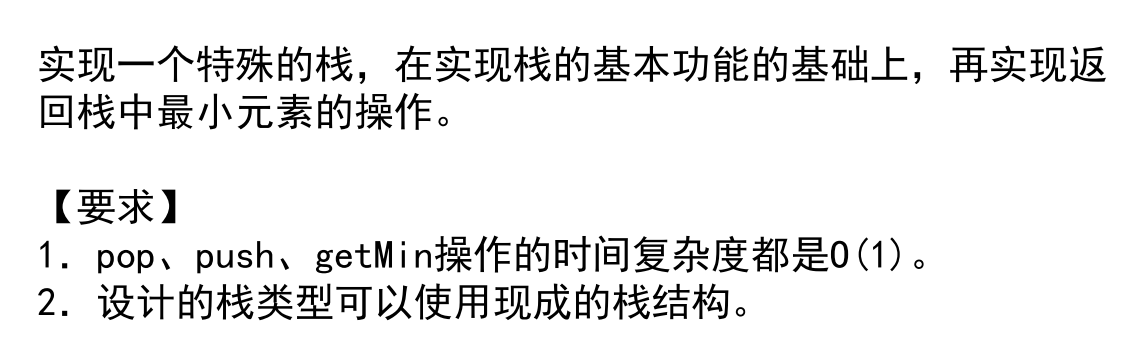 实现一个特殊的栈，在实现栈的基本功能的基础上，再实现返
回栈中最小元素的操作。
【要求】
1．pop、push、getMin操作的时间复杂度都是O(1)。
2．设计的栈类型可以使用现成的栈结构。